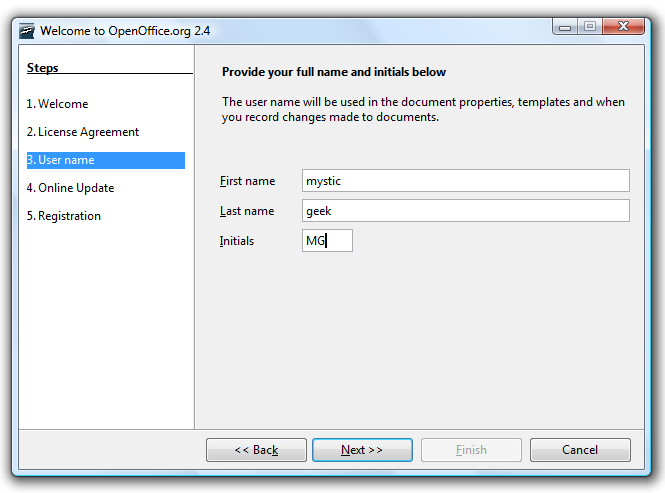 Welcome to OpenOffice.org 2.4
Steps
1. Welcome
2. License Agreement
3. User name
4. Online Update
5. Registration
Provide your full name and initials below
The user name will be used in the document properties, templates and when
you record changes made to documents.
First name mystic
Last name geek
Initials MG
<< Back Next >> Finish Cancel